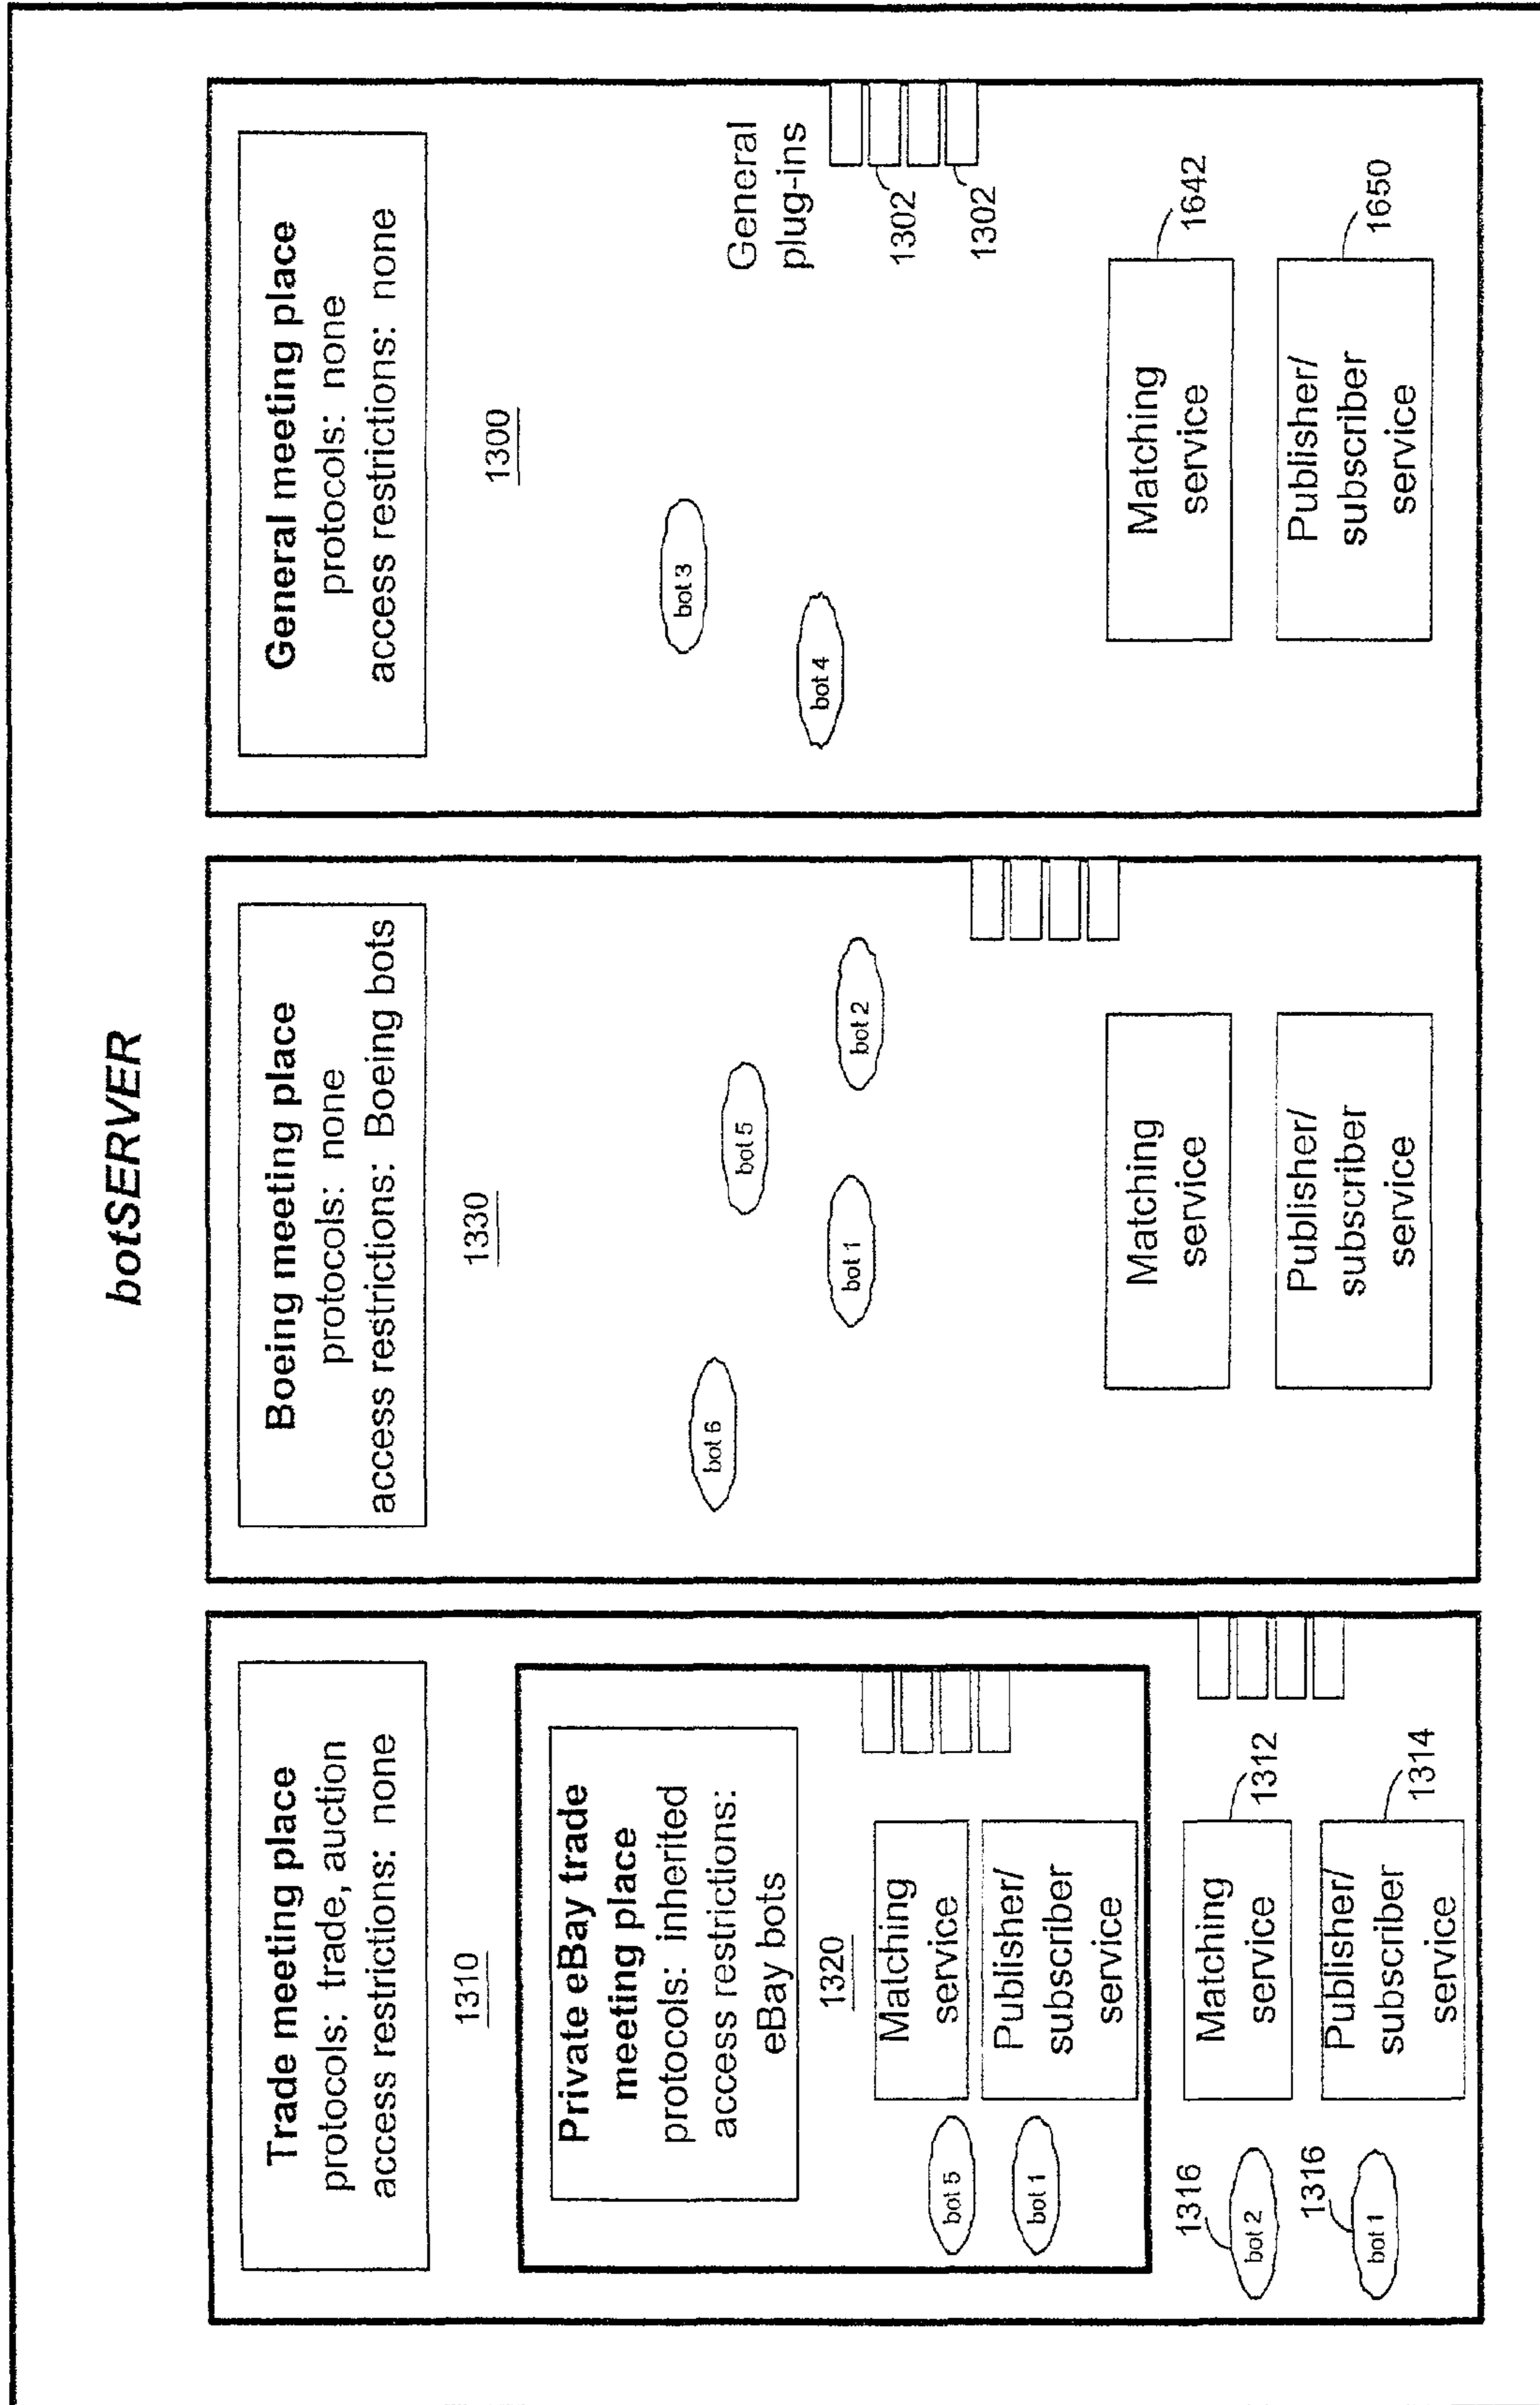 botSERVER
Trade meeting place
protocols: trade, auction
access restrictions: none
1310
Private eBay trade
meeting place
protocols: inherited
access restrictions:
eBay bots
1320
Matching
service
Publisher/
subscriber
service
bot 5
bot 1
1316
bot 2
1316
bot 1
Matching
service
1312
Publisher/
subscriber
service
1314
Boeing meeting place
protocols: none
access restrictions: Boeing bots
1330
bot 6
bot 5
bot 1
bot 2
Matching
service
Publisher/
subscriber
service
General meeting place
protocols: none
access restrictions: none
1300
bot 3
bot 4
General
plug-ins
1302
1302
Matching
service
1642
Publisher/
subscriber
service
1650